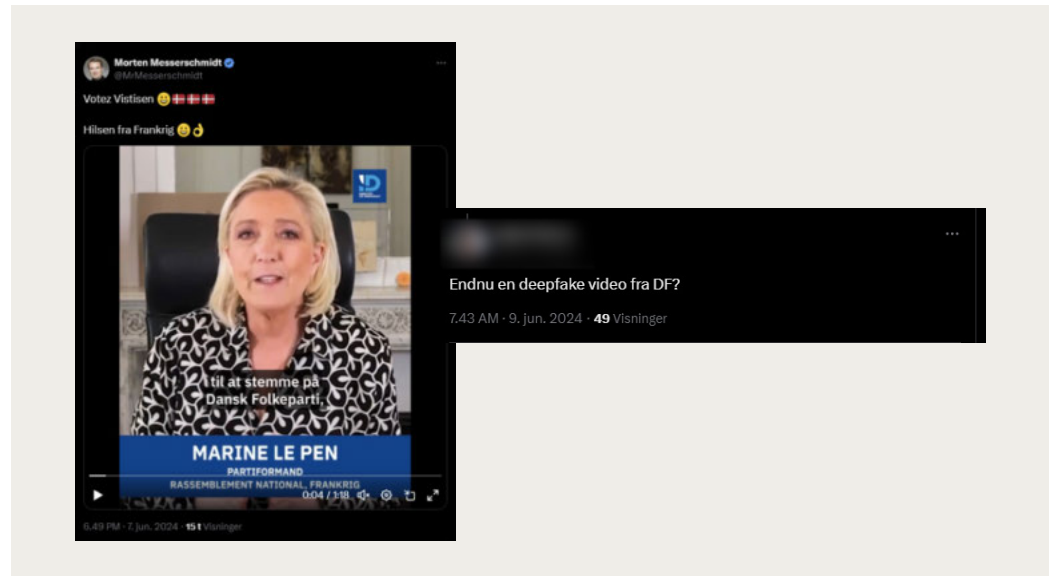 Morten Messerschmidt
@MrMesserschmidt
Votez Vistisen 😀🇩🇰🇩🇰🇩🇰
Hilsen fra Frankrig 😀👌
I til at stemme på
Dansk Folkeparti,
MARINE LE PEN
PARTIFORMAND
RASSEMBLEMENT NATIONAL, FRANKRIG
0:04 / 1:18
6.49 PM · 7. jun. 2024 · 15 t Visninger
Endnu en deepfake video fra DF?
7.43 AM · 9. jun. 2024 · 49 Visninger